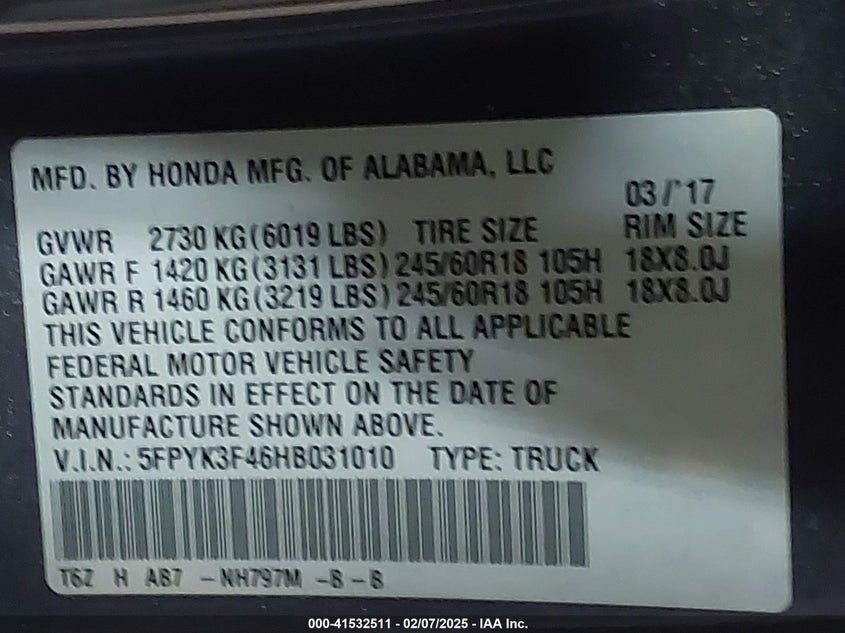 MFD. BY HONDA MFG. OF ALABAMA, LLC
03/'17
GVWR 2730 KG(6019 LBS) TIRE SIZE RIM SIZE
GAWR F 1420 KG(3131 LBS)245/60R18 105H 18X8.0J
GAWR R 1460 KG(3219 LBS)245/60R18 105H 18X8.0J
THIS VEHICLE CONFORMS TO ALL APPLICABLE
FEDERAL MOTOR VEHICLE SAFETY
STANDARDS IN EFFECT ON THE DATE OF
MANUFACTURE SHOWN ABOVE.
V.I.N.: 5FPYK3F46HB031010 TYPE: TRUCK
T6Z H AB7 -NH797M -B-B
000-41532511 - 02/07/2025 - IAA Inc.